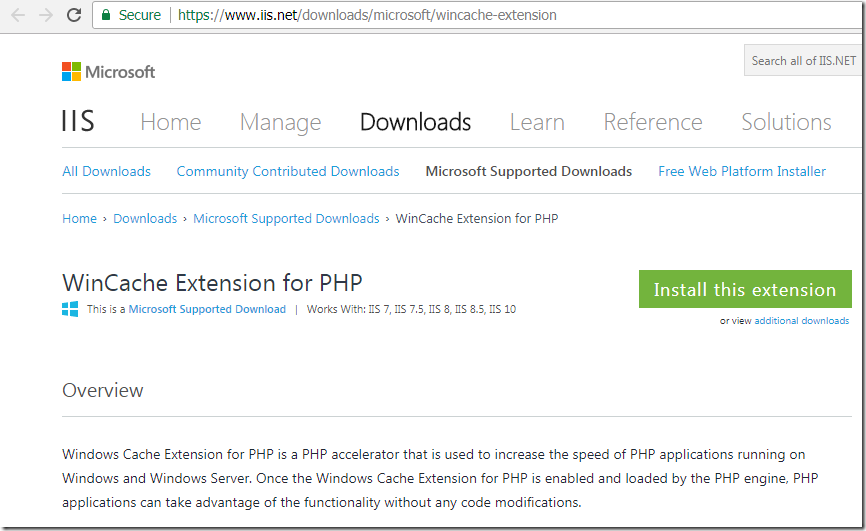 Secure | https://www.iis.net/downloads/microsoft/wincache-extension
Microsoft
Search all of IIS.NET
IIS Home Manage Downloads Learn Reference Solutions
All Downloads Community Contributed Downloads Microsoft Supported Downloads Free Web Platform Installer
Home › Downloads › Microsoft Supported Downloads › WinCache Extension for PHP
WinCache Extension for PHP
Install this extension
This is a Microsoft Supported Download | Works With: IIS 7, IIS 7.5, IIS 8, IIS 8.5, IIS 10
or view additional downloads
Overview
Windows Cache Extension for PHP is a PHP accelerator that is used to increase the speed of PHP applications running on
Windows and Windows Server. Once the Windows Cache Extension for PHP is enabled and loaded by the PHP engine, PHP
applications can take advantage of the functionality without any code modifications.